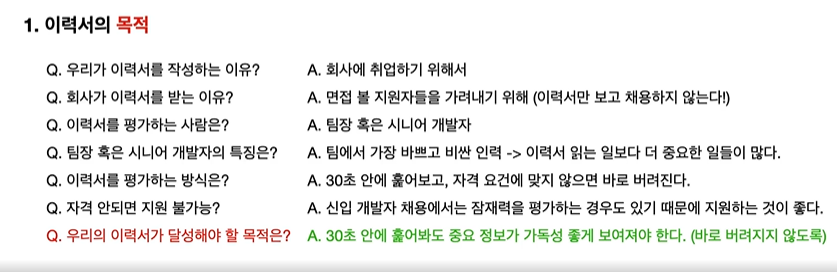 1. 이력서의 목적
Q. 우리가 이력서를 작성하는 이유? A. 회사에 취업하기 위해서
Q. 회사가 이력서를 받는 이유? A. 면접 볼 지원자들을 가려내기 위해 (이력서만 보고 채용하지 않는다!)
Q. 이력서를 평가하는 사람은? A. 팀장 혹은 시니어 개발자
Q. 팀장 혹은 시니어 개발자의 특징은? A. 팀에서 가장 바쁘고 비싼 인력 -> 이력서 읽는 일보다 더 중요한 일들이 많다.
Q. 이력서를 평가하는 방식은? A. 30초 안에 훑어보고, 자격 요건에 맞지 않으면 바로 버려진다.
Q. 자격 안되면 지원 불가능? A. 신입 개발자 채용에서는 잠재력을 평가하는 경우도 있기 때문에 지원하는 것이 좋다.
Q. 우리의 이력서가 달성해야 할 목적은? A. 30초 안에 훑어봐도 중요 정보가 가독성 좋게 보여져야 한다. (바로 버려지지 않도록)